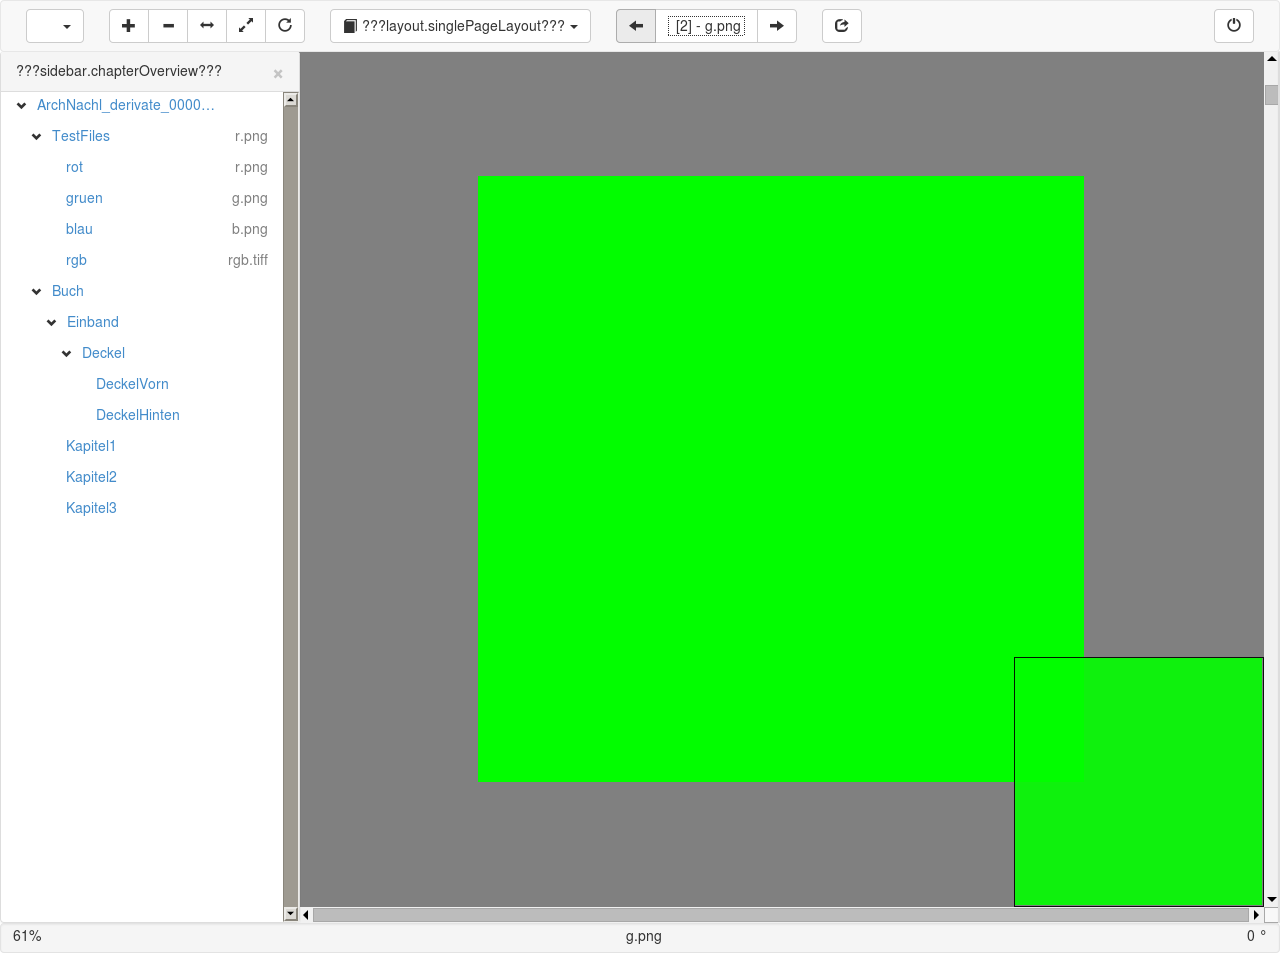 ???layout.singlePageLayout??? [2] - g.png
???sidebar.chapterOverview??? ×
ArchNachl_derivate_0000...
TestFiles r.png
rot r.png
gruen g.png
blau b.png
rgb rgb.tiff
Buch
Einband
Deckel
DeckelVorn
DeckelHinten
Kapitel1
Kapitel2
Kapitel3
61% g.png 0 °